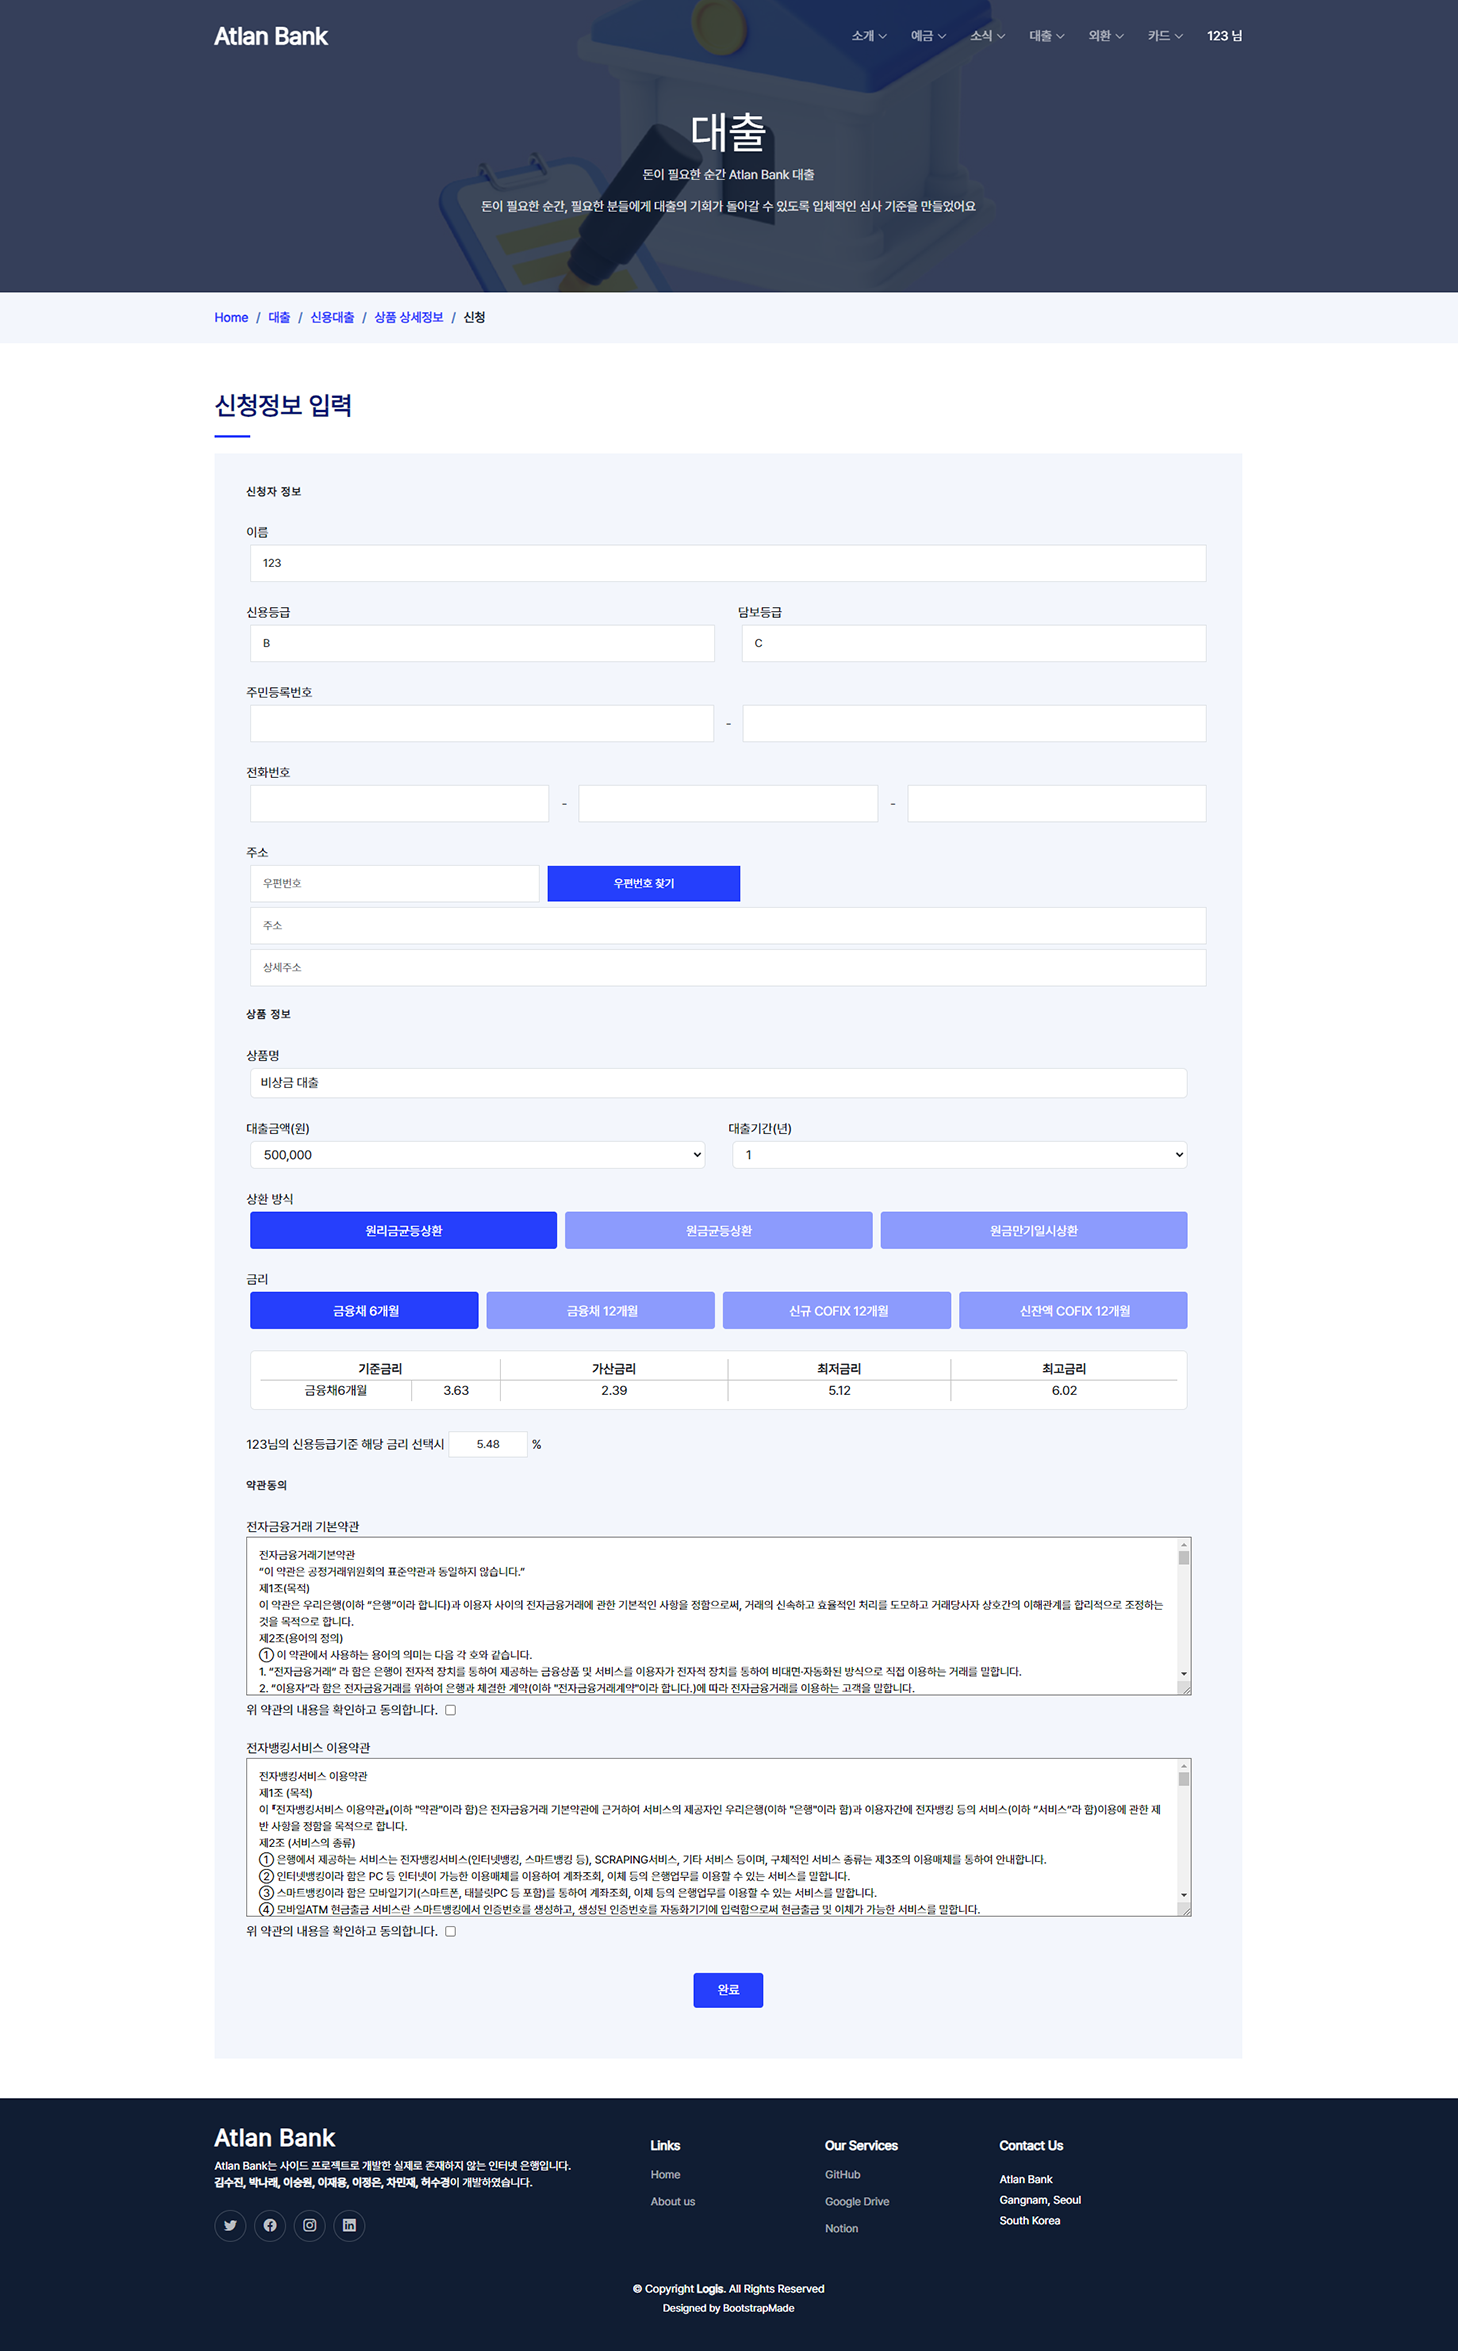 Atlan Bank
소개 예금 소식 대출 외환 카드 123 님
대출
돈이 필요한 순간 Atlan Bank 대출
돈이 필요한 순간, 필요한 분들에게 대출의 기회가 돌아갈 수 있도록 입체적인 심사 기준을 만들었어요
Home / 대출 / 신용대출 / 상품 상세정보 / 신청
신청정보 입력
신청자 정보
이름
123
신용등급 담보등급
B C
주민등록번호
-
전화번호
- -
주소
우편번호 우편번호 찾기
주소
상세주소
상품 정보
상품명
비상금 대출
대출금액(원) 대출기간(년)
500,000 1
상환 방식
원리금균등상환 원금균등상환 원금만기일시상환
금리
금융채 6개월 금융채 12개월 신규 COFIX 12개월 신잔액 COFIX 12개월
기준금리 가산금리 최저금리 최고금리
금융채6개월 3.63 2.39 5.12 6.02
123님의 신용등급기준 해당 금리 선택시 5.48 %
약관동의
전자금융거래 기본약관
전자금융거래기본약관
“이 약관은 공정거래위원회의 표준약관과 동일하지 않습니다.”
제1조(목적)
이 약관은 우리은행(이하 “은행”이라 합니다)과 이용자 사이의 전자금융거래에 관한 기본적인 사항을 정함으로써, 거래의 신속하고 효율적인 처리를 도모하고 거래당사자 상호간의 이해관계를 합리적으로 조정하는
것을 목적으로 합니다.
제2조(용어의 정의)
① 이 약관에서 사용하는 용어의 의미는 다음 각 호와 같습니다.
1. “전자금융거래” 라 함은 은행이 전자적 장치를 통하여 제공하는 금융상품 및 서비스를 이용자가 전자적 장치를 통하여 비대면·자동화된 방식으로 직접 이용하는 거래를 말합니다.
2. “이용자”라 함은 전자금융거래를 위하여 은행과 체결한 계약(이하 "전자금융거래계약"이라 합니다.)에 따라 전자금융거래를 이용하는 고객을 말합니다.
위 약관의 내용을 확인하고 동의합니다.
전자뱅킹서비스 이용약관
전자뱅킹서비스 이용약관
제1조 (목적)
이 『전자뱅킹서비스 이용약관』(이하 "약관"이라 함)은 전자금융거래 기본약관에 근거하여 서비스의 제공자인 우리은행(이하 "은행"이라 함)과 이용자간에 전자뱅킹 등의 서비스(이하 “서비스”라 함)이용에 관한 제
반 사항을 정함을 목적으로 합니다.
제2조 (서비스의 종류)
① 은행에서 제공하는 서비스는 전자뱅킹서비스(인터넷뱅킹, 스마트뱅킹 등), SCRAPING서비스, 기타 서비스 등이며, 구체적인 서비스 종류는 제3조의 이용매체를 통하여 안내합니다.
② 인터넷뱅킹이라 함은 PC 등 인터넷이 가능한 이용매체를 이용하여 계좌조회, 이체 등의 은행업무를 이용할 수 있는 서비스를 말합니다.
③ 스마트뱅킹이라 함은 모바일기기(스마트폰, 태블릿PC 등 포함)를 통하여 계좌조회, 이체 등의 은행업무를 이용할 수 있는 서비스를 말합니다.
④ 모바일ATM 현금출금 서비스란 스마트뱅킹에서 인증번호를 생성하고, 생성된 인증번호를 자동화기기에 입력함으로써 현금출금 및 이체가 가능한 서비스를 말합니다.
위 약관의 내용을 확인하고 동의합니다.
완료
Atlan Bank
Atlan Bank는 사이드 프로젝트로 개발한 실제로 존재하지 않는 인터넷 은행입니다.
김수진, 박나래, 이승원, 이재용, 이정은, 차민재, 허수경이 개발하였습니다.
Links
Home
About us
Our Services
GitHub
Google Drive
Notion
Contact Us
Atlan Bank
Gangnam, Seoul
South Korea
© Copyright Logis. All Rights Reserved
Designed by BootstrapMade